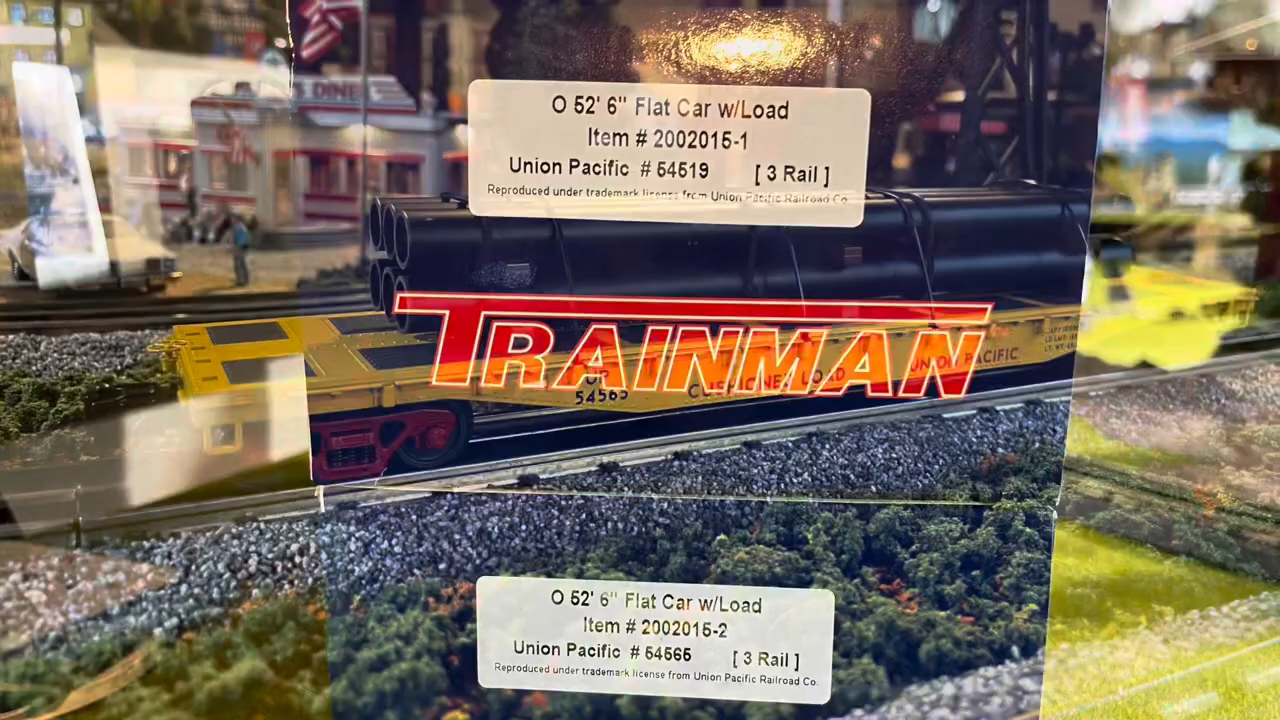 S DINER
O 52' 6" Flat Car w/Load
Item # 2002015-1
Union Pacific # 54519 [ 3 Rail ]
Reproduced under trademark license from Union Pacific Railroad Co.
TRAINMAN
UP
54565
CUSHIONED LOAD
UNION PACIFIC
O 52' 6" Flat Car w/Load
Item # 2002015-2
Union Pacific # 54565 [ 3 Rail ]
Reproduced under trademark license from Union Pacific Railroad Co.